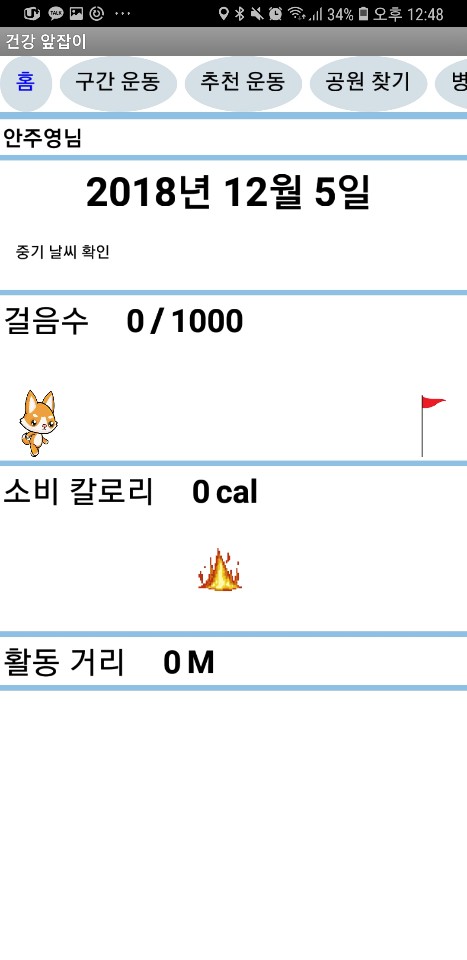 TALK 34% 오후 12:48
건강 앞잡이
홈 구간 운동 추천 운동 공원 찾기 병
안주영님
2018년 12월 5일
중기 날씨 확인
걸음수 0 / 1000
소비 칼로리 0 cal
활동 거리 0 M